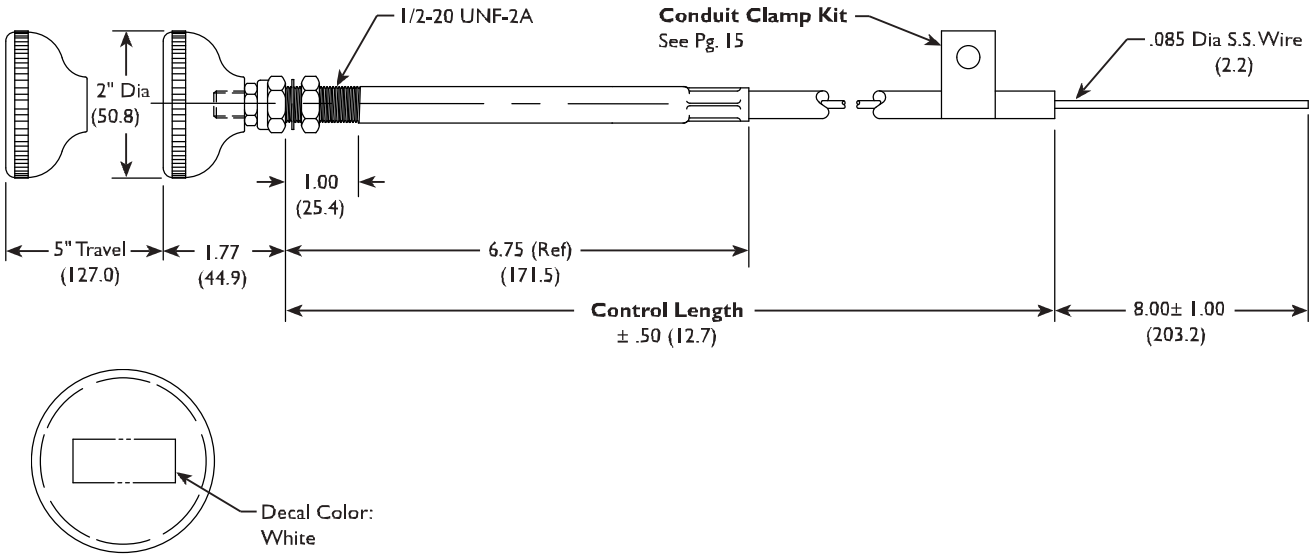 1/2-20 UNF-2A
Conduit Clamp Kit
See Pg. 15
.085 Dia S.S. Wire
(2.2)
2" Dia
(50.8)
1.00
(25.4)
5" Travel
(127.0)
1.77
(44.9)
6.75 (Ref)
(171.5)
Control Length
± .50 (12.7)
8.00± 1.00
(203.2)
Decal Color:
White